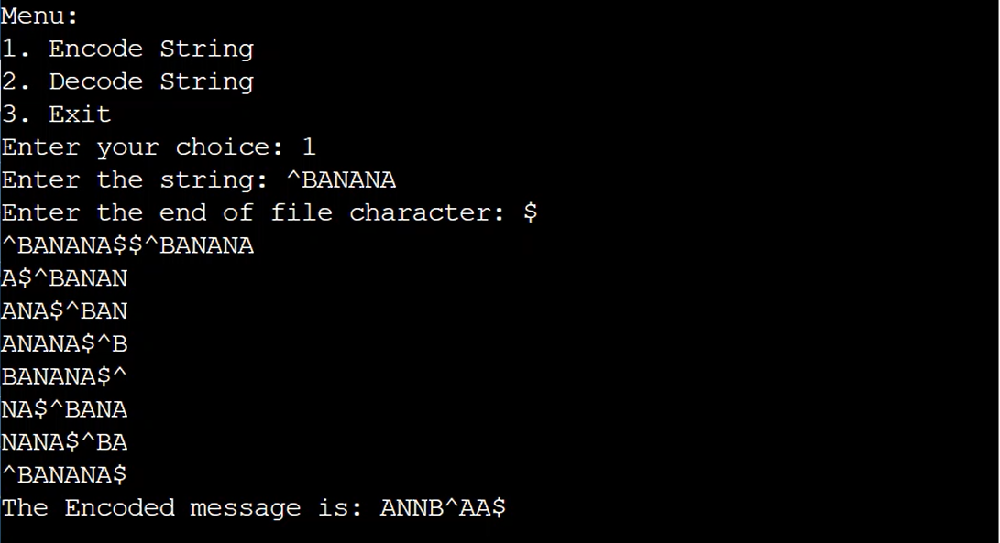 Menu:
1. Encode String
2. Decode String
3. Exit
Enter your choice: 1
Enter the string: ^BANANA
Enter the end of file character: $
^BANANA$$^BANANA
A$^BANAN
ANA$^BAN
ANANA$^B
BANANA$^
NA$^BANA
NANA$^BA
^BANANA$
The Encoded message is: ANNB^AA$